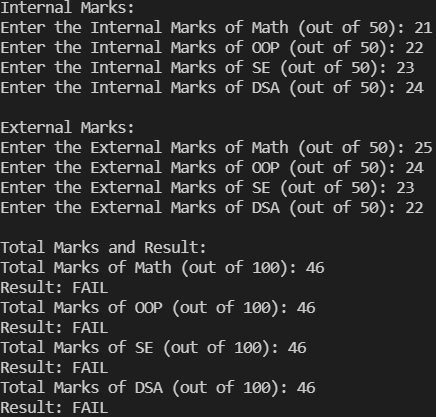 Internal Marks:
Enter the Internal Marks of Math (out of 50): 21
Enter the Internal Marks of OOP (out of 50): 22
Enter the Internal Marks of SE (out of 50): 23
Enter the Internal Marks of DSA (out of 50): 24
External Marks:
Enter the External Marks of Math (out of 50): 25
Enter the External Marks of OOP (out of 50): 24
Enter the External Marks of SE (out of 50): 23
Enter the External Marks of DSA (out of 50): 22
Total Marks and Result:
Total Marks of Math (out of 100): 46
Result: FAIL
Total Marks of OOP (out of 100): 46
Result: FAIL
Total Marks of SE (out of 100): 46
Result: FAIL
Total Marks of DSA (out of 100): 46
Result: FAIL